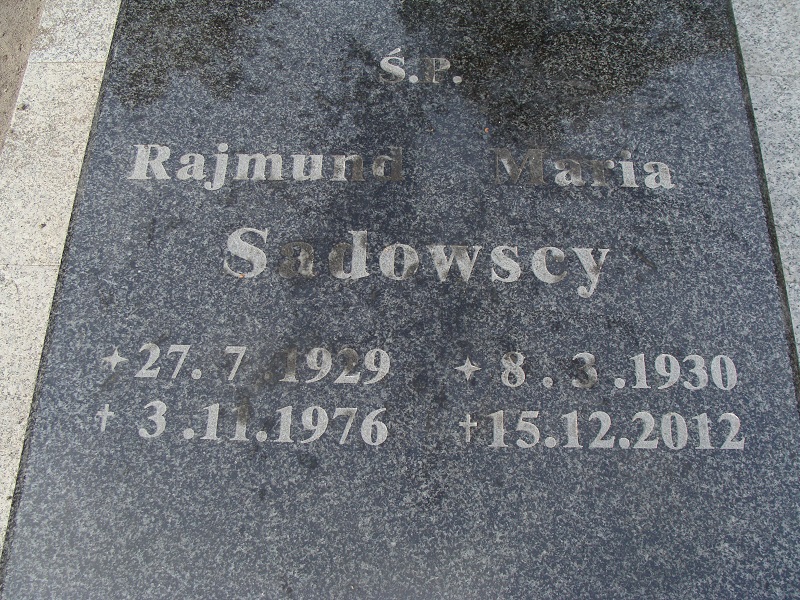 Ś.P.
Rajmund Maria
Sadowscy
✦ 27. 7 .1929 ✦ 8 . 3 .1930
† 3 .11.1976 †15.12.2012